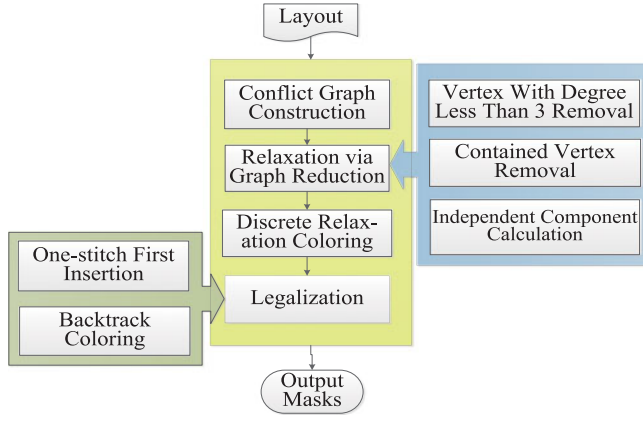 Layout
Conflict Graph
Construction
Relaxation via
Graph Reduction
Discrete Relax-
ation Coloring
Legalization
Output
Masks
Vertex With Degree
Less Than 3 Removal
Contained Vertex
Removal
Independent Component
Calculation
One-stitch First
Insertion
Backtrack
Coloring